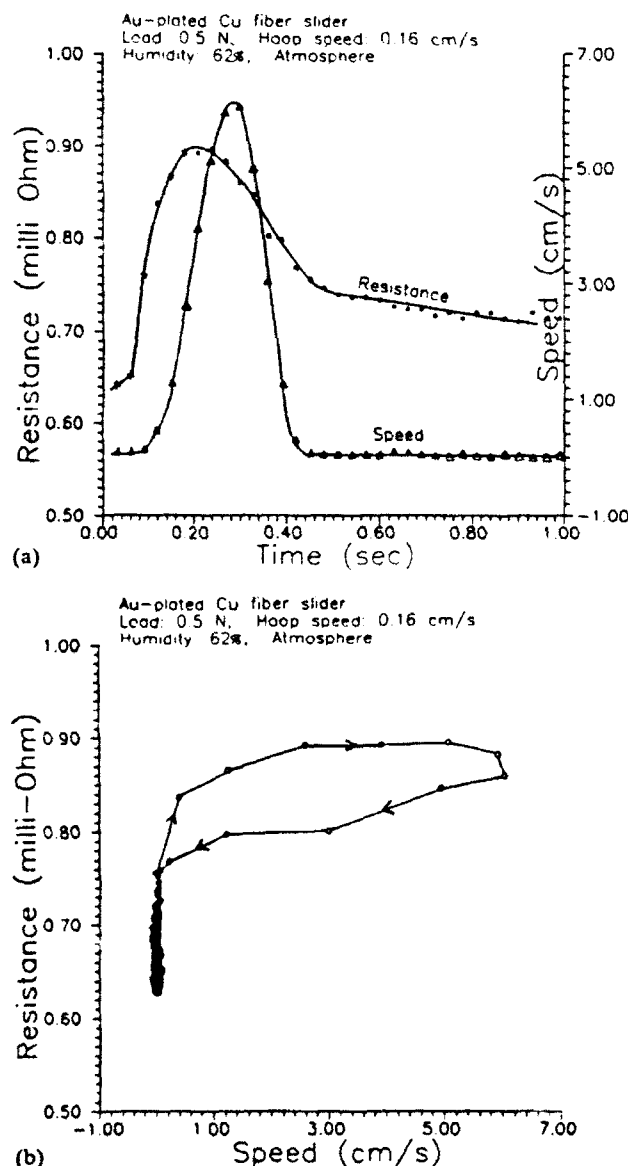 Au-plated Cu fiber slider
Load: 0.5 N, Hoop speed: 0.16 cm/s
Humidity: 62%, Atmosphere
1.00
0.90
0.80
0.70
0.60
0.50
Resistance (milli Ohm)
7.00
5.00
3.00
1.00
-1.00
Speed (cm/s)
Resistance
Speed
0.00 0.20 0.40 0.60 0.80 1.00
Time (sec)
(a)
Au-plated Cu fiber slider
Load: 0.5 N, Hoop speed: 0.16 cm/s
Humidity 62%, Atmosphere
1.00
0.90
0.80
0.70
0.60
0.50
Resistance (milli-Ohm)
-1.00 1.00 3.00 5.00 7.00
Speed (cm/s)
(b)